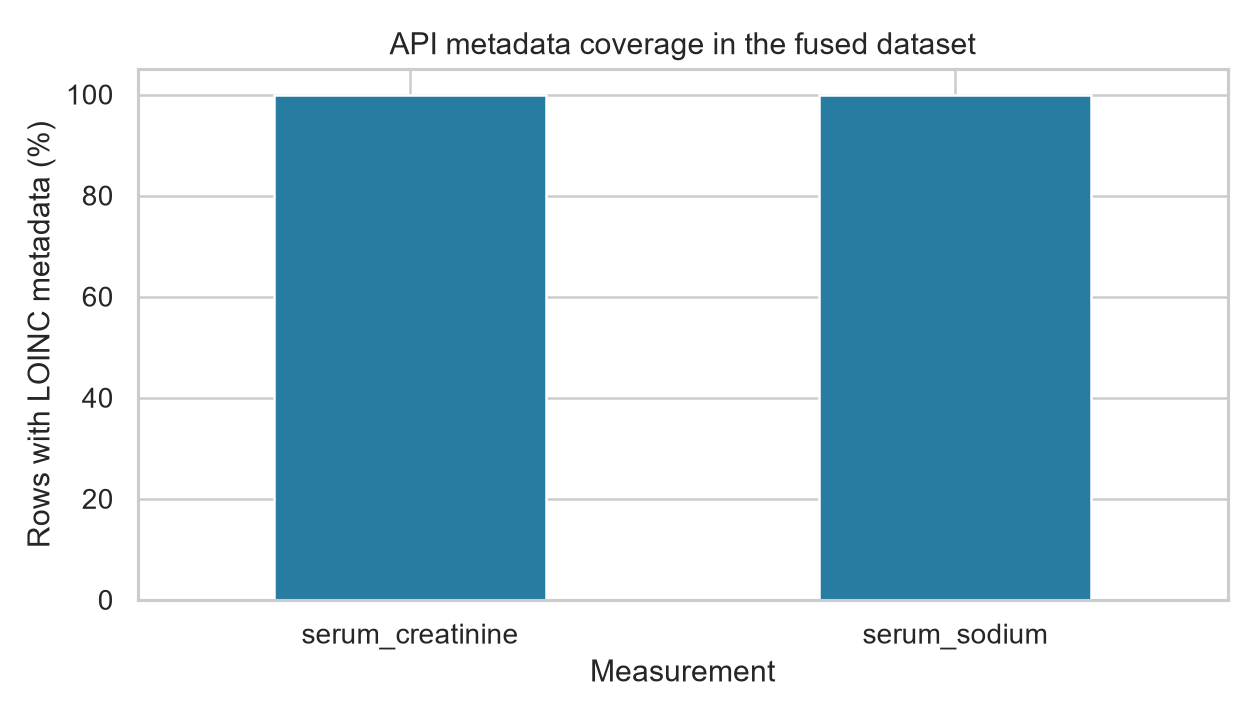 API metadata coverage in the fused dataset
Rows with LOINC metadata (%)
100
80
60
40
20
0
serum_creatinine
serum_sodium
Measurement